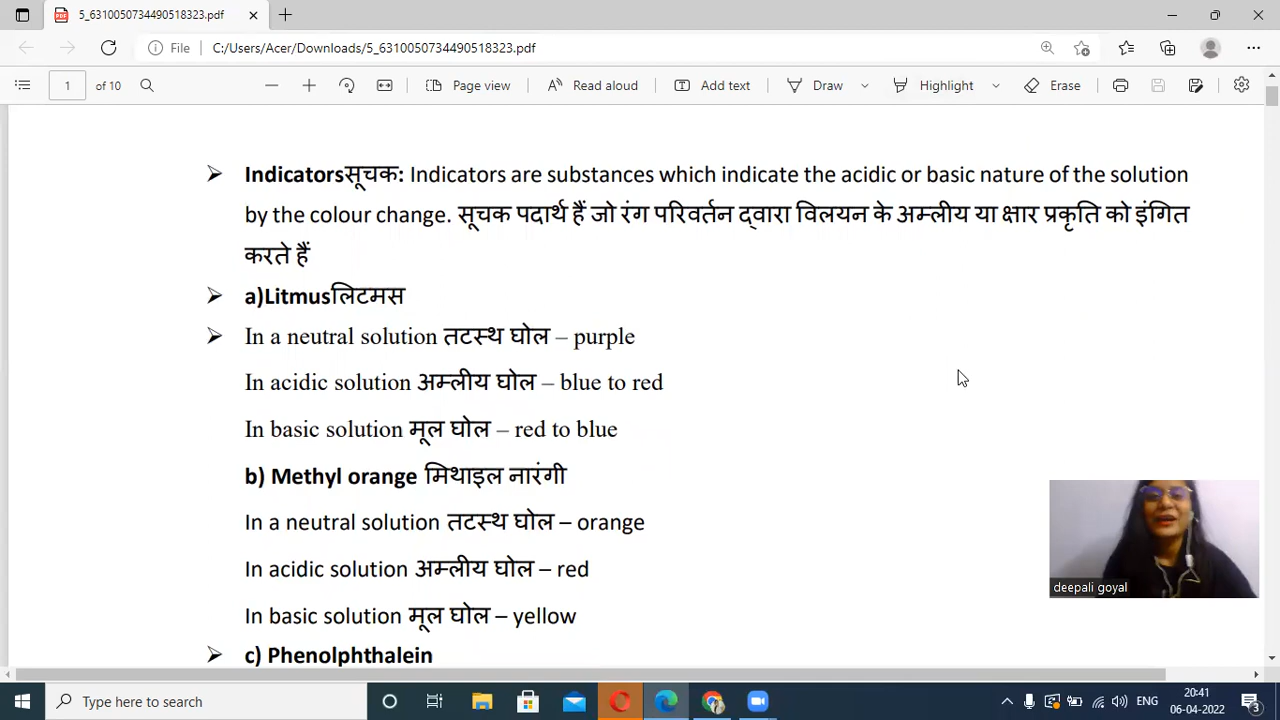 5_6310050734490518323.pdf
File C:/Users/Acer/Downloads/5_6310050734490518323.pdf
1 of 10 Page view Read aloud Add text Draw Highlight Erase
Indicatorsसूचक: Indicators are substances which indicate the acidic or basic nature of the solution
by the colour change. सूचक पदार्थ हैं जो रंग परिवर्तन द्वारा विलयन के अम्लीय या क्षार प्रकृति को इंगित
करते हैं
a)Litmusलिटमस
In a neutral solution तटस्थ घोल – purple
In acidic solution अम्लीय घोल – blue to red
In basic solution मूल घोल – red to blue
b) Methyl orange मिथाइल नारंगी
In a neutral solution तटस्थ घोल – orange
In acidic solution अम्लीय घोल – red
deepali goyal
In basic solution मूल घोल – yellow
c) Phenolphthalein
Type here to search
ENG
20:41
06-04-2022
3